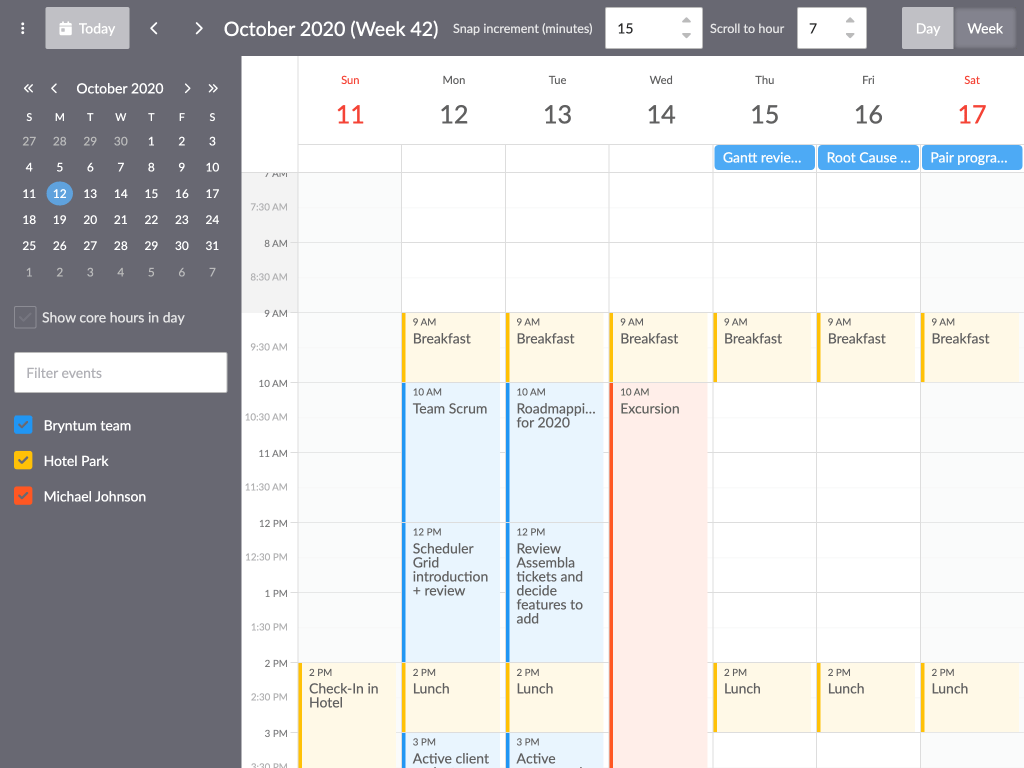 Today
October 2020 (Week 42)
Snap increment (minutes)
15
Scroll to hour
7
Day
Week
October 2020
S M T W T F S
27 28 29 30 1 2 3
4 5 6 7 8 9 10
11 12 13 14 15 16 17
18 19 20 21 22 23 24
25 26 27 28 29 30 31
1 2 3 4 5 6 7
Show core hours in day
Filter events
Bryntum team
Hotel Park
Michael Johnson
Sun Mon Tue Wed Thu Fri Sat
11 12 13 14 15 16 17
Gantt revie...
Root Cause ...
Pair progra...
7 AM
7:30 AM
8 AM
8:30 AM
9 AM
9:30 AM
10 AM
10:30 AM
11 AM
11:30 AM
12 PM
12:30 PM
1 PM
1:30 PM
2 PM
2:30 PM
3 PM
3:30 PM
2 PM
Check-In in
Hotel
9 AM
Breakfast
10 AM
Team Scrum
12 PM
Scheduler
Grid
introduction
+ review
2 PM
Lunch
3 PM
Active client
9 AM
Breakfast
10 AM
Roadmappi...
for 2020
12 PM
Review
Assembla
tickets and
decide
features to
add
2 PM
Lunch
3 PM
Active
9 AM
Breakfast
10 AM
Excursion
9 AM
Breakfast
2 PM
Lunch
9 AM
Breakfast
2 PM
Lunch
9 AM
Breakfast
2 PM
Lunch